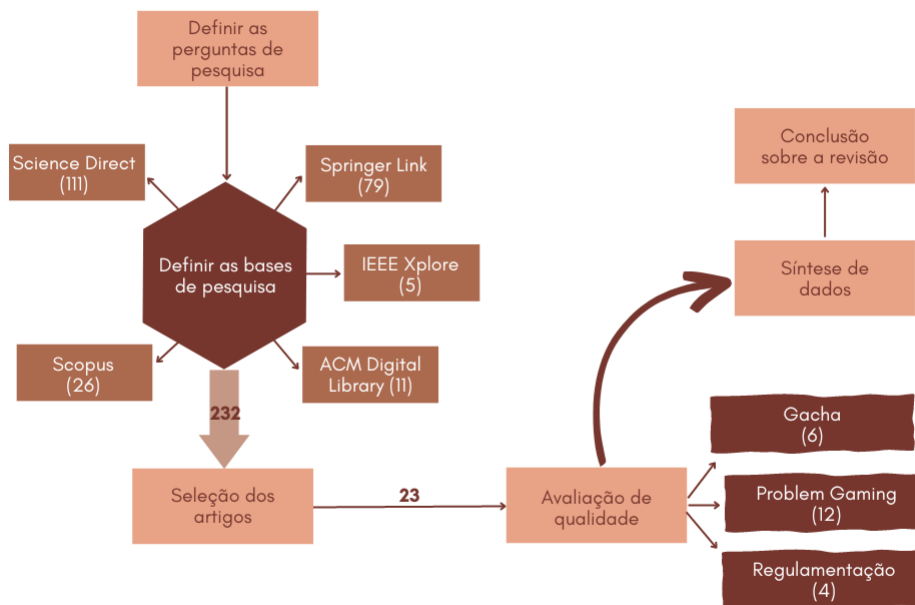 Definir as
perguntas de
pesquisa
Science Direct
(111)
Springer Link
(79)
Definir as bases
de pesquisa
IEEE Xplore
(5)
Scopus
(26)
ACM Digital
Library (11)
232
Seleção dos
artigos
23
Avaliação de
qualidade
Conclusão
sobre a revisão
Síntese de
dados
Gacha
(6)
Problem Gaming
(12)
Regulamentação
(4)